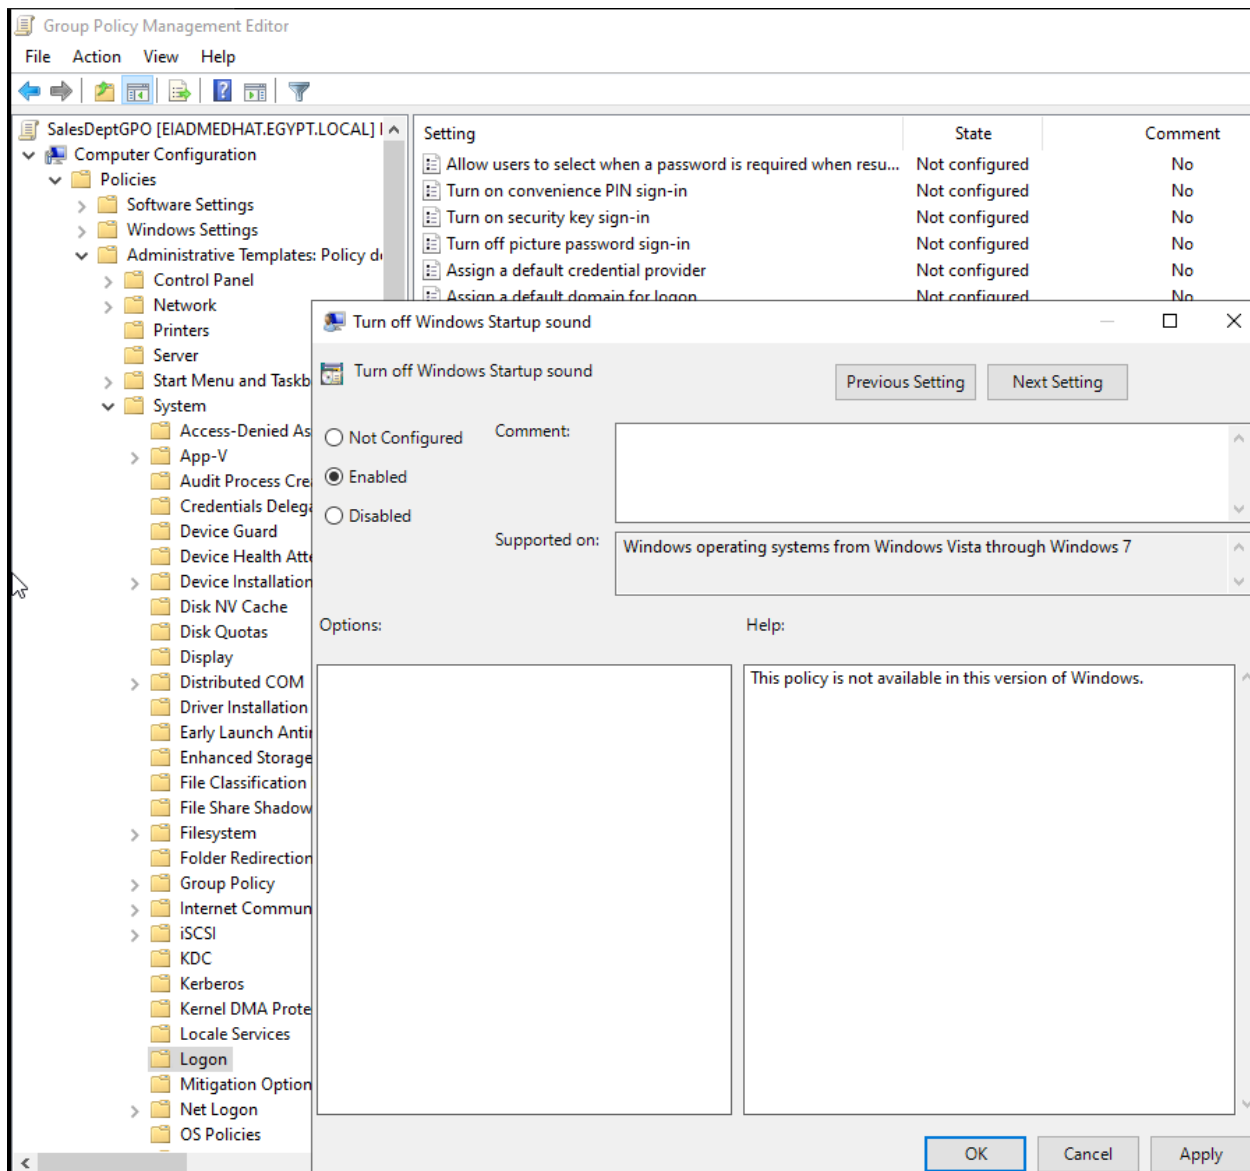 Group Policy Management Editor
File Action View Help
SalesDeptGPO [EIADMEDHAT.EGYPT.LOCAL]
Computer Configuration
Policies
Software Settings
Windows Settings
Administrative Templates: Policy d
Control Panel
Network
Printers
Server
Start Menu and Taskb
System
Access-Denied As
App-V
Audit Process Cre
Credentials Deleg
Device Guard
Device Health Atte
Device Installation
Disk NV Cache
Disk Quotas
Display
Distributed COM
Driver Installation
Early Launch Anti
Enhanced Storage
File Classification
File Share Shadow
Filesystem
Folder Redirection
Group Policy
Internet Commun
iSCSI
KDC
Kerberos
Kernel DMA Prote
Locale Services
Logon
Mitigation Option
Net Logon
OS Policies
Setting State Comment
Allow users to select when a password is required when resu... Not configured No
Turn on convenience PIN sign-in Not configured No
Turn on security key sign-in Not configured No
Turn off picture password sign-in Not configured No
Assign a default credential provider Not configured No
Assign a default domain for logon Not configured No
Turn off Windows Startup sound
Turn off Windows Startup sound
Previous Setting Next Setting
Not Configured Comment:
Enabled
Disabled
Supported on: Windows operating systems from Windows Vista through Windows 7
Options: Help:
This policy is not available in this version of Windows.
OK Cancel Apply